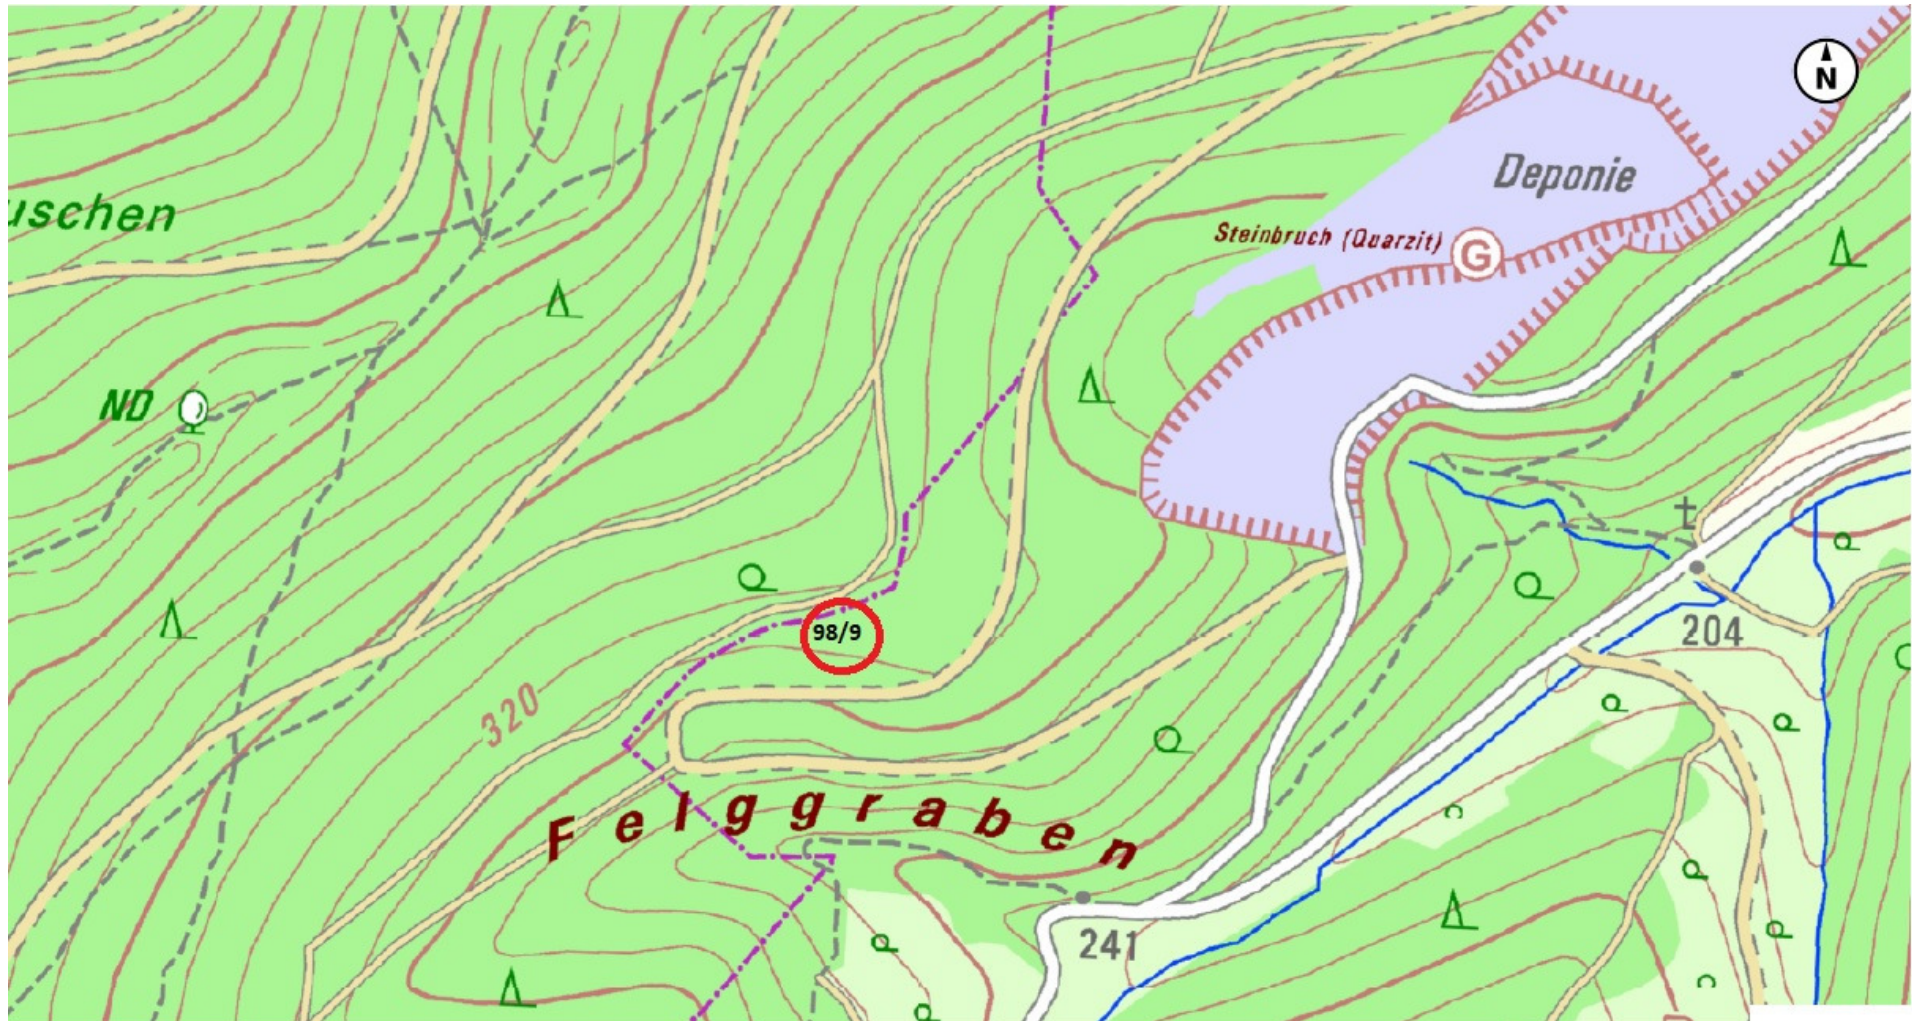 N
Deponie
uschen
Steinbruch (Quarzit)
G
ND
98/9
204
320
Felggraben
241